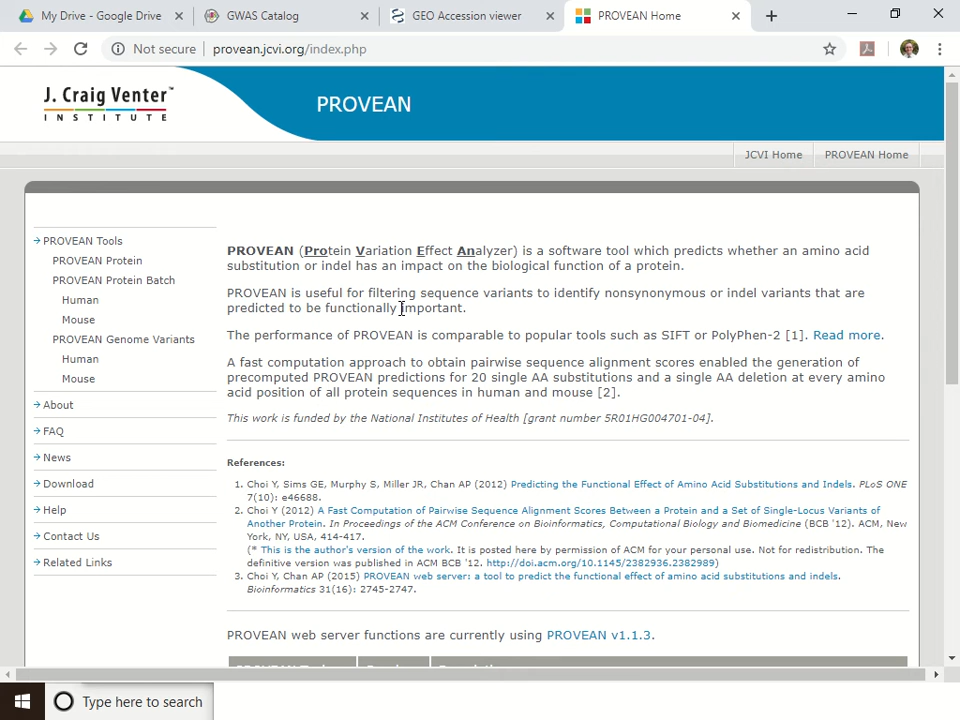 My Drive - Google Drive
GWAS Catalog
GEO Accession viewer
PROVEAN Home
Not secure
provean.jcvi.org/index.php
J. Craig Venter™
INSTITUTE
PROVEAN
JCVI Home
PROVEAN Home
PROVEAN Tools
PROVEAN Protein
PROVEAN Protein Batch
Human
Mouse
PROVEAN Genome Variants
Human
Mouse
About
FAQ
News
Download
Help
Contact Us
Related Links
PROVEAN (Protein Variation Effect Analyzer) is a software tool which predicts whether an amino acid
substitution or indel has an impact on the biological function of a protein.
PROVEAN is useful for filtering sequence variants to identify nonsynonymous or indel variants that are
predicted to be functionally important.
The performance of PROVEAN is comparable to popular tools such as SIFT or PolyPhen-2 [1]. Read more.
A fast computation approach to obtain pairwise sequence alignment scores enabled the generation of
precomputed PROVEAN predictions for 20 single AA substitutions and a single AA deletion at every amino
acid position of all protein sequences in human and mouse [2].
This work is funded by the National Institutes of Health [grant number 5R01HG004701-04].
References:
1. Choi Y, Sims GE, Murphy S, Miller JR, Chan AP (2012) Predicting the Functional Effect of Amino Acid Substitutions and Indels. PLoS ONE
7(10): e46688.
2. Choi Y (2012) A Fast Computation of Pairwise Sequence Alignment Scores Between a Protein and a Set of Single-Locus Variants of
Another Protein. In Proceedings of the ACM Conference on Bioinformatics, Computational Biology and Biomedicine (BCB '12). ACM, New
York, NY, USA, 414-417.
(* This is the author's version of the work. It is posted here by permission of ACM for your personal use. Not for redistribution. The
definitive version was published in ACM BCB '12. http://doi.acm.org/10.1145/2382936.2382989)
3. Choi Y, Chan AP (2015) PROVEAN web server: a tool to predict the functional effect of amino acid substitutions and indels.
Bioinformatics 31(16): 2745-2747.
PROVEAN web server functions are currently using PROVEAN v1.1.3.
Type here to search